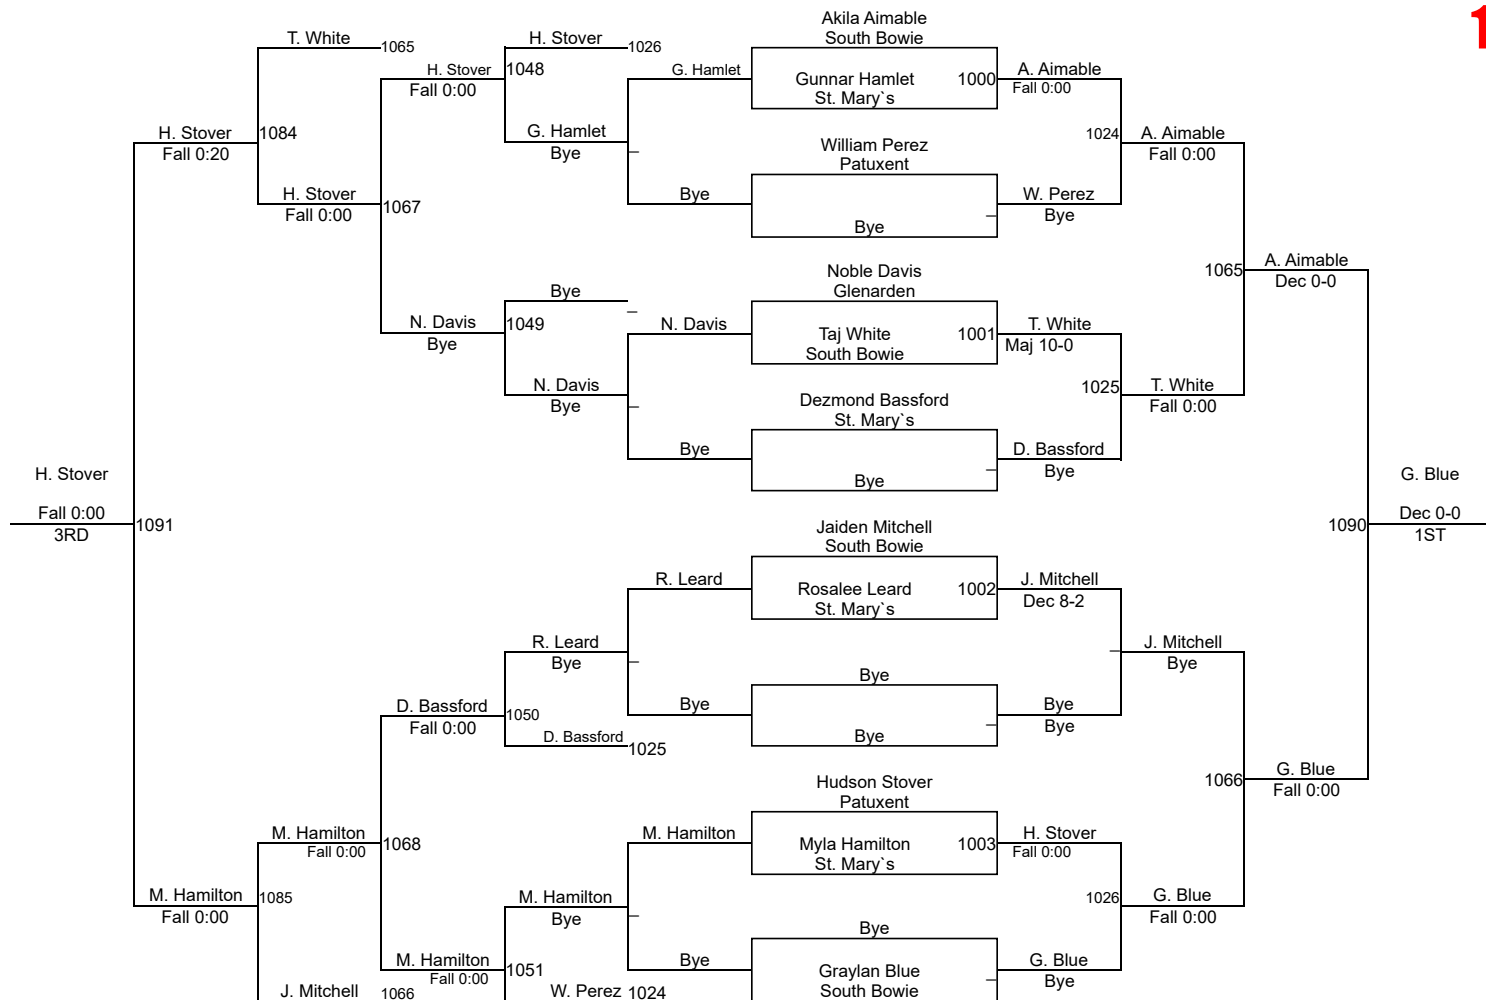 1
Akila Aimable
T. White
1065
H. Stover
1026
South Bowie
H. Stover
1048
G. Hamlet
Gunnar Hamlet
1000
A. Aimable
Fall 0:00
St. Mary`s
Fall 0:00
H. Stover
1084
G. Hamlet
1024
A. Aimable
Fall 0:20
Bye
William Perez
Fall 0:00
Patuxent
H. Stover
Bye
W. Perez
Fall 0:00
1067
Bye
Bye
A. Aimable
Noble Davis
1065
Dec 0-0
Bye
Glenarden
N. Davis
1049
N. Davis
Taj White
1001
T. White
Bye
South Bowie
Maj 10-0
N. Davis
1025
T. White
Bye
Dezmond Bassford
Fall 0:00
St. Mary`s
Bye
D. Bassford
H. Stover
Bye
Bye
G. Blue
Fall 0:00
Dec 0-0
1091
Jaiden Mitchell
1090
3RD
South Bowie
1ST
R. Leard
Rosalee Leard
1002
J. Mitchell
St. Mary`s
Dec 8-2
R. Leard
J. Mitchell
Bye
Bye
Bye
D. Bassford
1050
Bye
Bye
Fall 0:00
D. Bassford
1025
Bye
Bye
G. Blue
Hudson Stover
1066
Fall 0:00
Patuxent
M. Hamilton
M. Hamilton
H. Stover
Fall 0:00
1068
Myla Hamilton
1003
Fall 0:00
St. Mary`s
M. Hamilton
1085
M. Hamilton
1026
G. Blue
Fall 0:00
Bye
Bye
Fall 0:00
M. Hamilton
1051
Bye
Graylan Blue
G. Blue
Fall 0:00
South Bowie
Bye
J. Mitchell
1066
W. Perez
1024